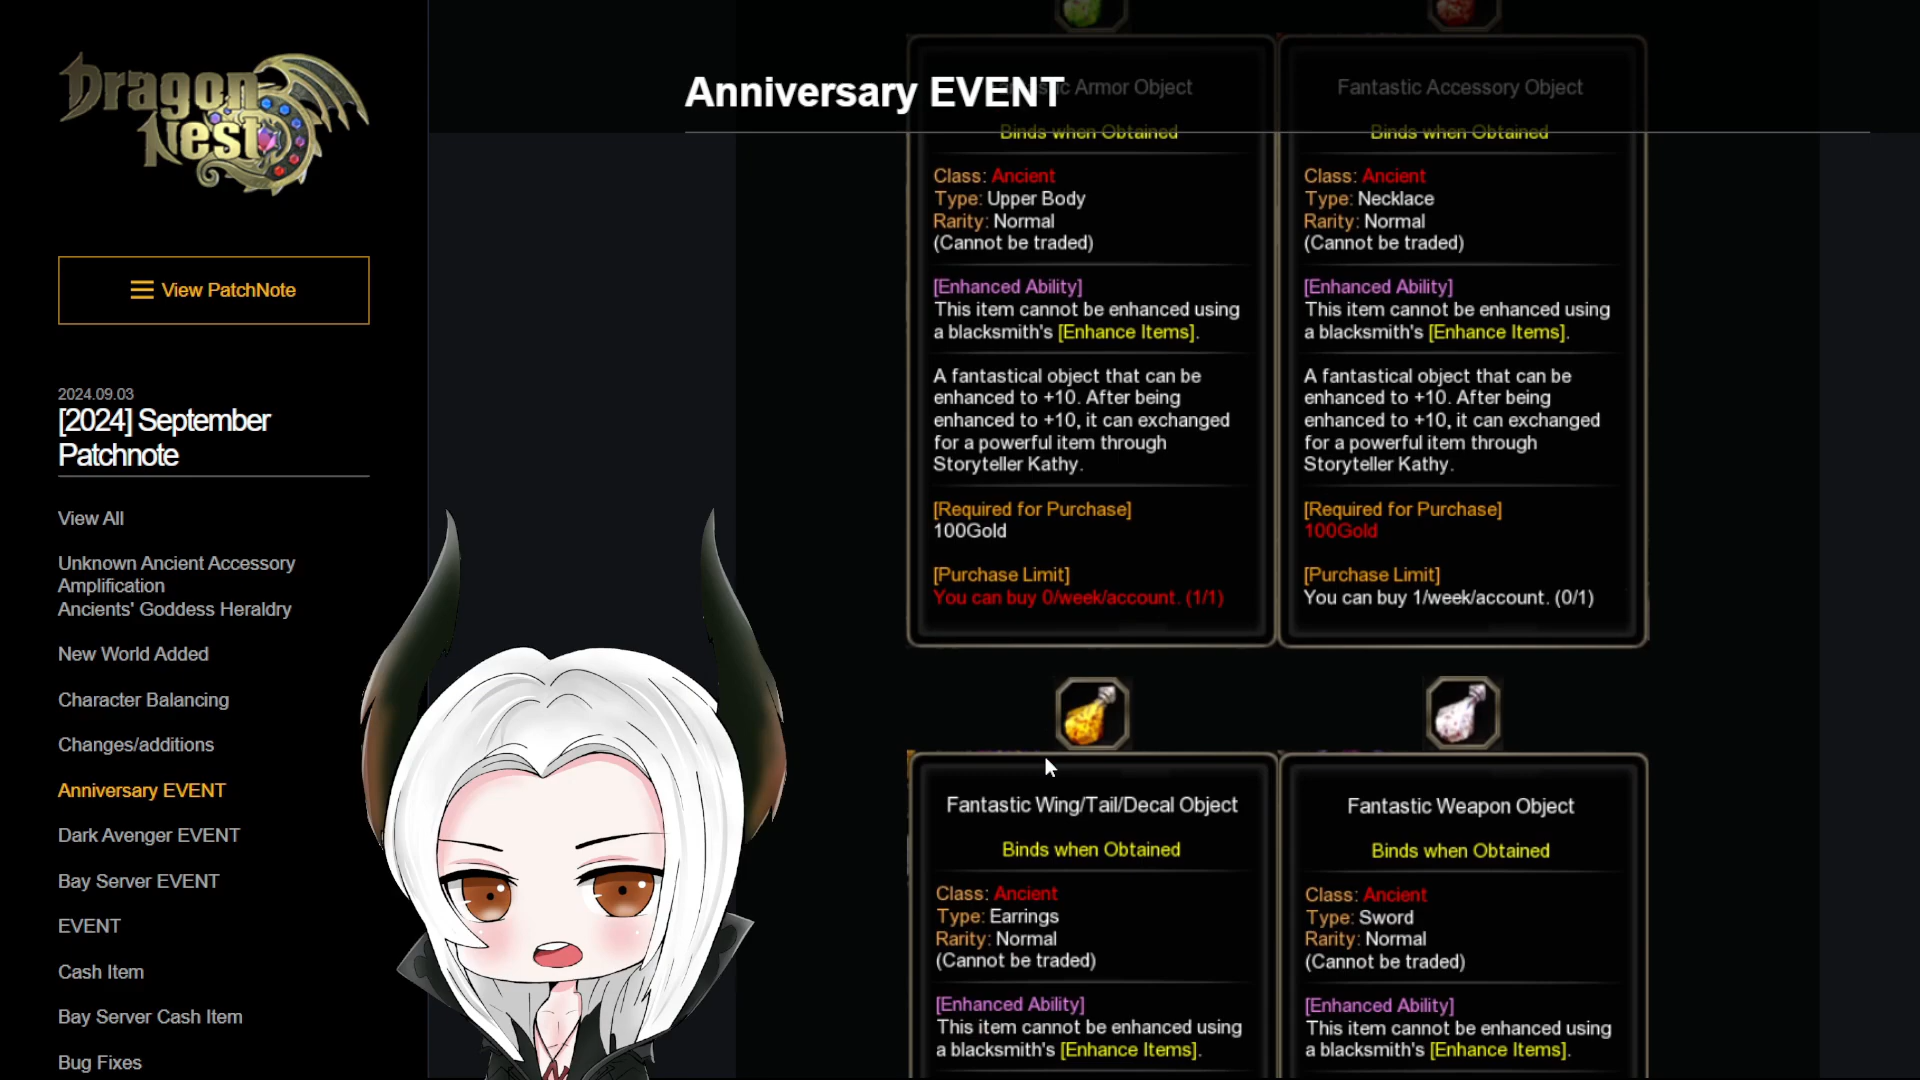 Dragon
Nest
View PatchNote
2024.09.03
[2024] September
Patchnote
View All
Unknown Ancient Accessory
Amplification
Ancients' Goddess Heraldry
New World Added
Character Balancing
Changes/additions
Anniversary EVENT
Dark Avenger EVENT
Bay Server EVENT
EVENT
Cash Item
Bay Server Cash Item
Bug Fixes
Anniversary EVENT
Armor Object
Binds when Obtained
Class: Ancient
Type: Upper Body
Rarity: Normal
(Cannot be traded)
[Enhanced Ability]
This item cannot be enhanced using
a blacksmith's [Enhance Items].
A fantastical object that can be
enhanced to +10. After being
enhanced to +10, it can exchanged
for a powerful item through
Storyteller Kathy.
[Required for Purchase]
100Gold
[Purchase Limit]
You can buy 0/week/account. (1/1)
Fantastic Accessory Object
Binds when Obtained
Class: Ancient
Type: Necklace
Rarity: Normal
(Cannot be traded)
[Enhanced Ability]
This item cannot be enhanced using
a blacksmith's [Enhance Items].
A fantastical object that can be
enhanced to +10. After being
enhanced to +10, it can exchanged
for a powerful item through
Storyteller Kathy.
[Required for Purchase]
100Gold
[Purchase Limit]
You can buy 1/week/account. (0/1)
Fantastic Wing/Tail/Decal Object
Binds when Obtained
Class: Ancient
Type: Earrings
Rarity: Normal
(Cannot be traded)
[Enhanced Ability]
This item cannot be enhanced using
a blacksmith's [Enhance Items].
Fantastic Weapon Object
Binds when Obtained
Class: Ancient
Type: Sword
Rarity: Normal
(Cannot be traded)
[Enhanced Ability]
This item cannot be enhanced using
a blacksmith's [Enhance Items].